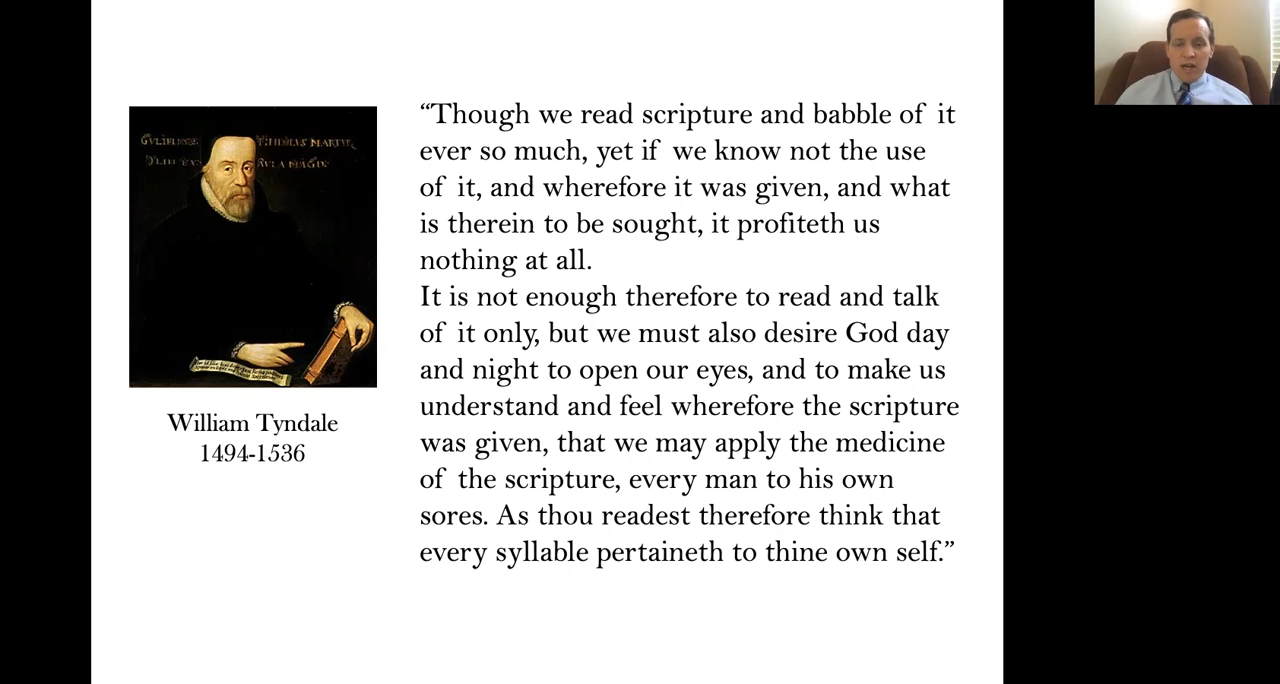 “Though we read scripture and babble of it
ever so much, yet if we know not the use
of it, and wherefore it was given, and what
is therein to be sought, it profiteth us
nothing at all.
It is not enough therefore to read and talk
of it only, but we must also desire God day
and night to open our eyes, and to make us
understand and feel wherefore the scripture
was given, that we may apply the medicine
of the scripture, every man to his own
sores. As thou readest therefore think that
every syllable pertaineth to thine own self.”
William Tyndale
1494-1536